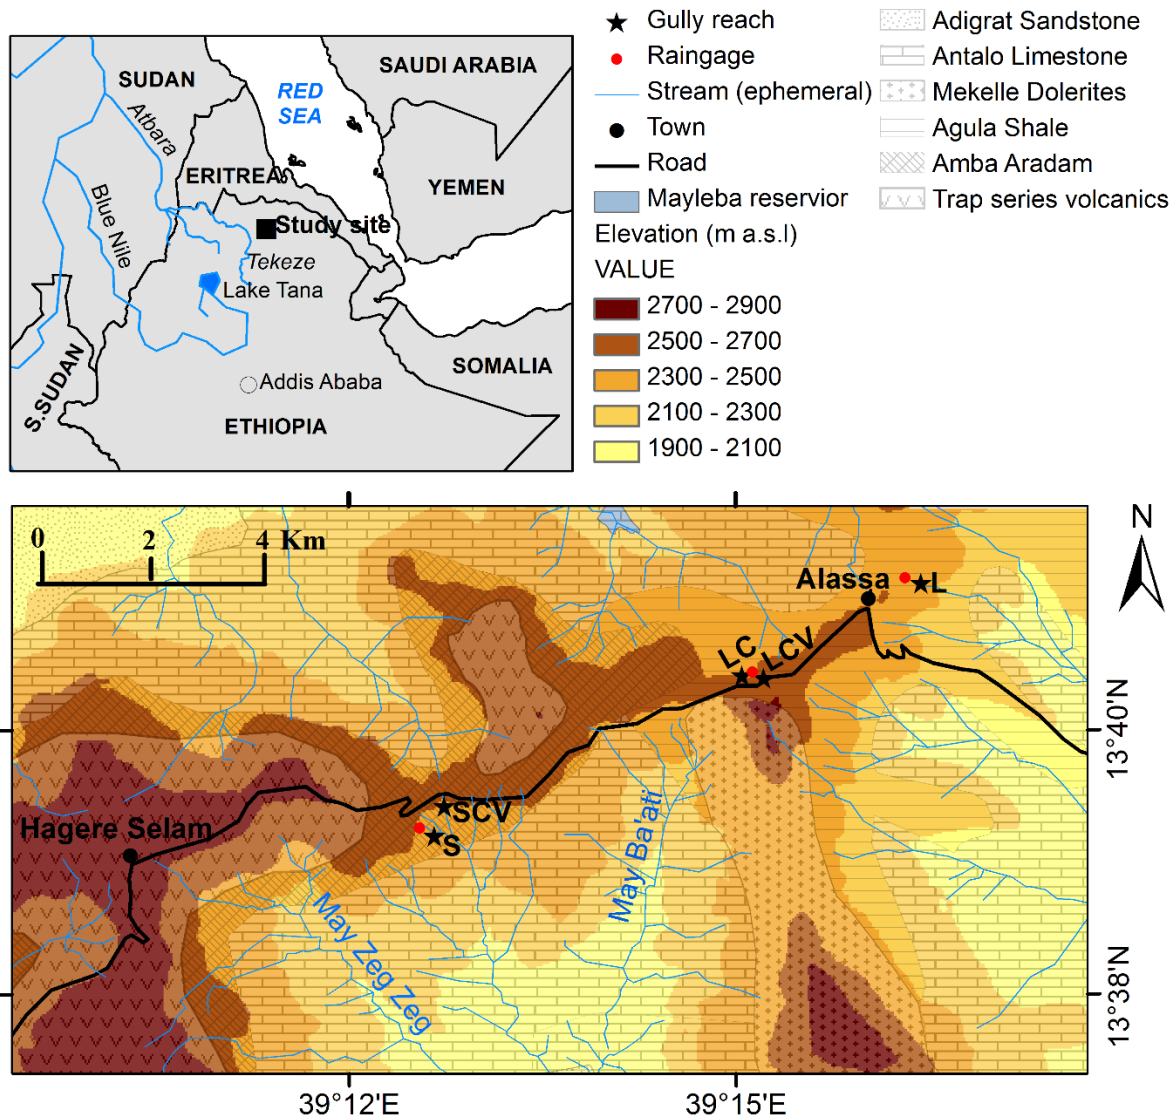 SUDAN
SAUDI ARABIA
RED
SEA
Atbara
ERITREA
YEMEN
Blue Nile
Study site
Tekeze
Lake Tana
S.SUDAN
SOMALIA
Addis Ababa
ETHIOPIA
Gully reach
Raingage
Stream (ephemeral)
Town
Road
Mayleba reservior
Elevation (m a.s.l)
VALUE
2700 - 2900
2500 - 2700
2300 - 2500
2100 - 2300
1900 - 2100
Adigrat Sandstone
Antalo Limestone
Mekelle Dolerites
Agula Shale
Amba Aradam
Trap series volcanics
0 2 4 Km
N
Alassa
L
LC
LCV
13°40'N
SCV
Hagere Selam
S
May Ba'ati
May Zeg Zeg
13°38'N
39°12'E
39°15'E